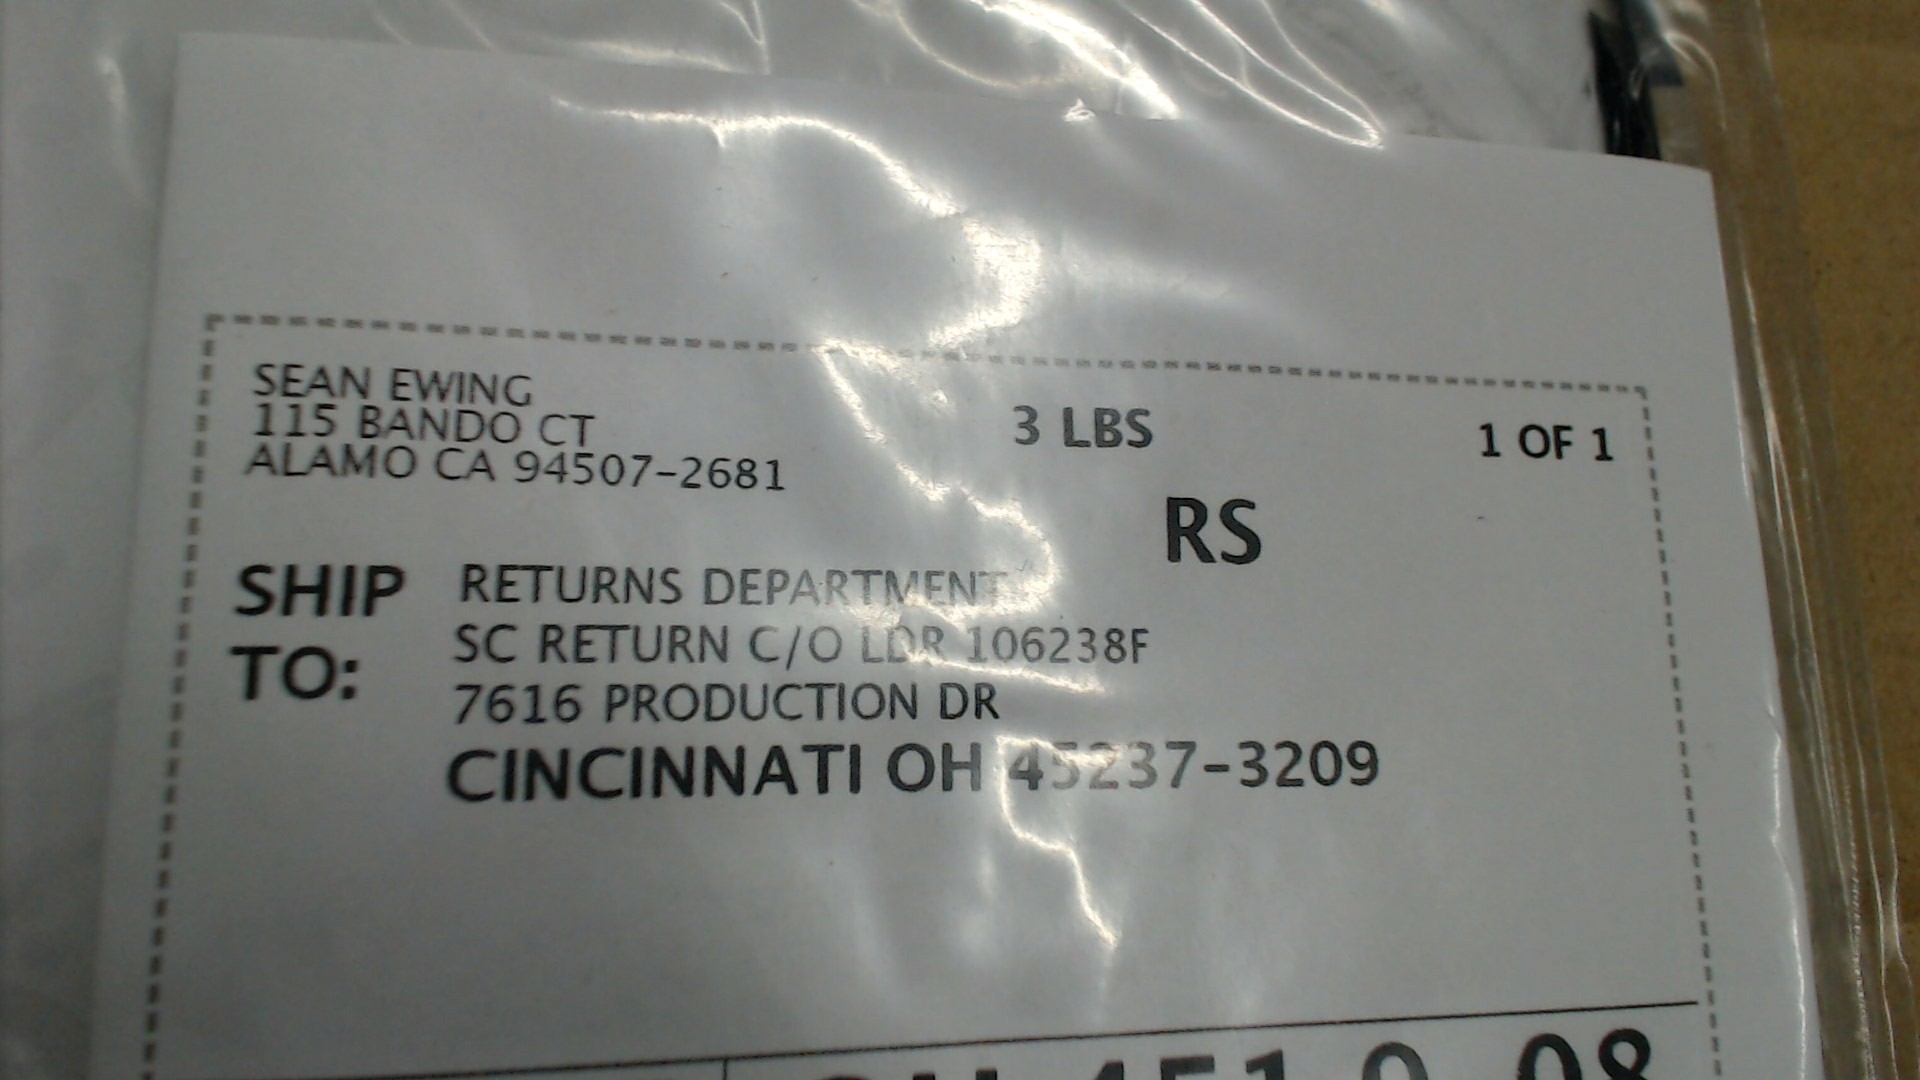 SEAN EWING
115 BANDO CT
ALAMO CA 94507-2681
3 LBS
1 OF 1
RS
SHIP TO:
RETURNS DEPARTMENT
SC RETURN C/O LDR 106238F
7616 PRODUCTION DR
CINCINNATI OH 45237-3209